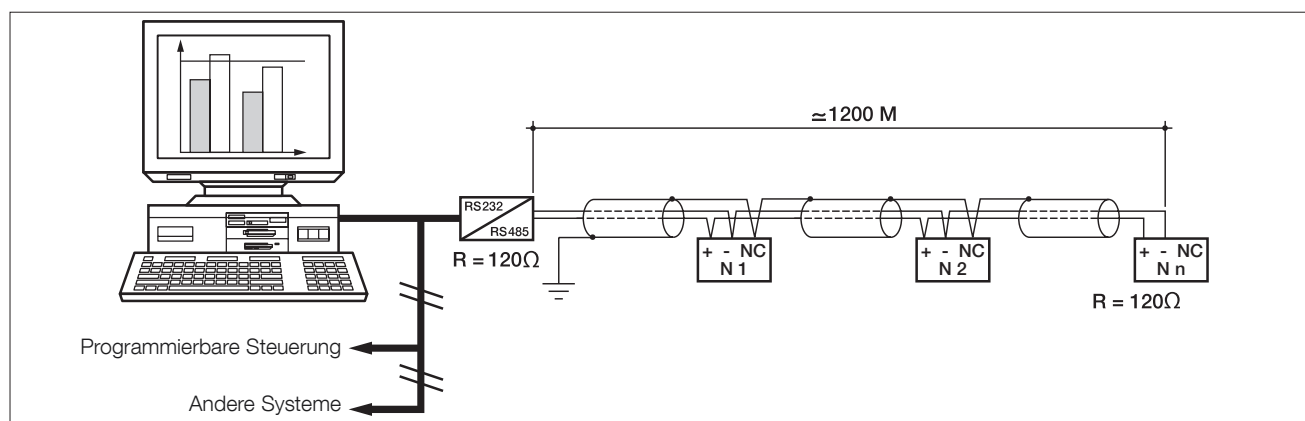 ≃1200 M
RS232
RS485
R = 120Ω
+ - NC
N 1
+ - NC
N 2
+ - NC
N n
R = 120Ω
Programmierbare Steuerung
Andere Systeme